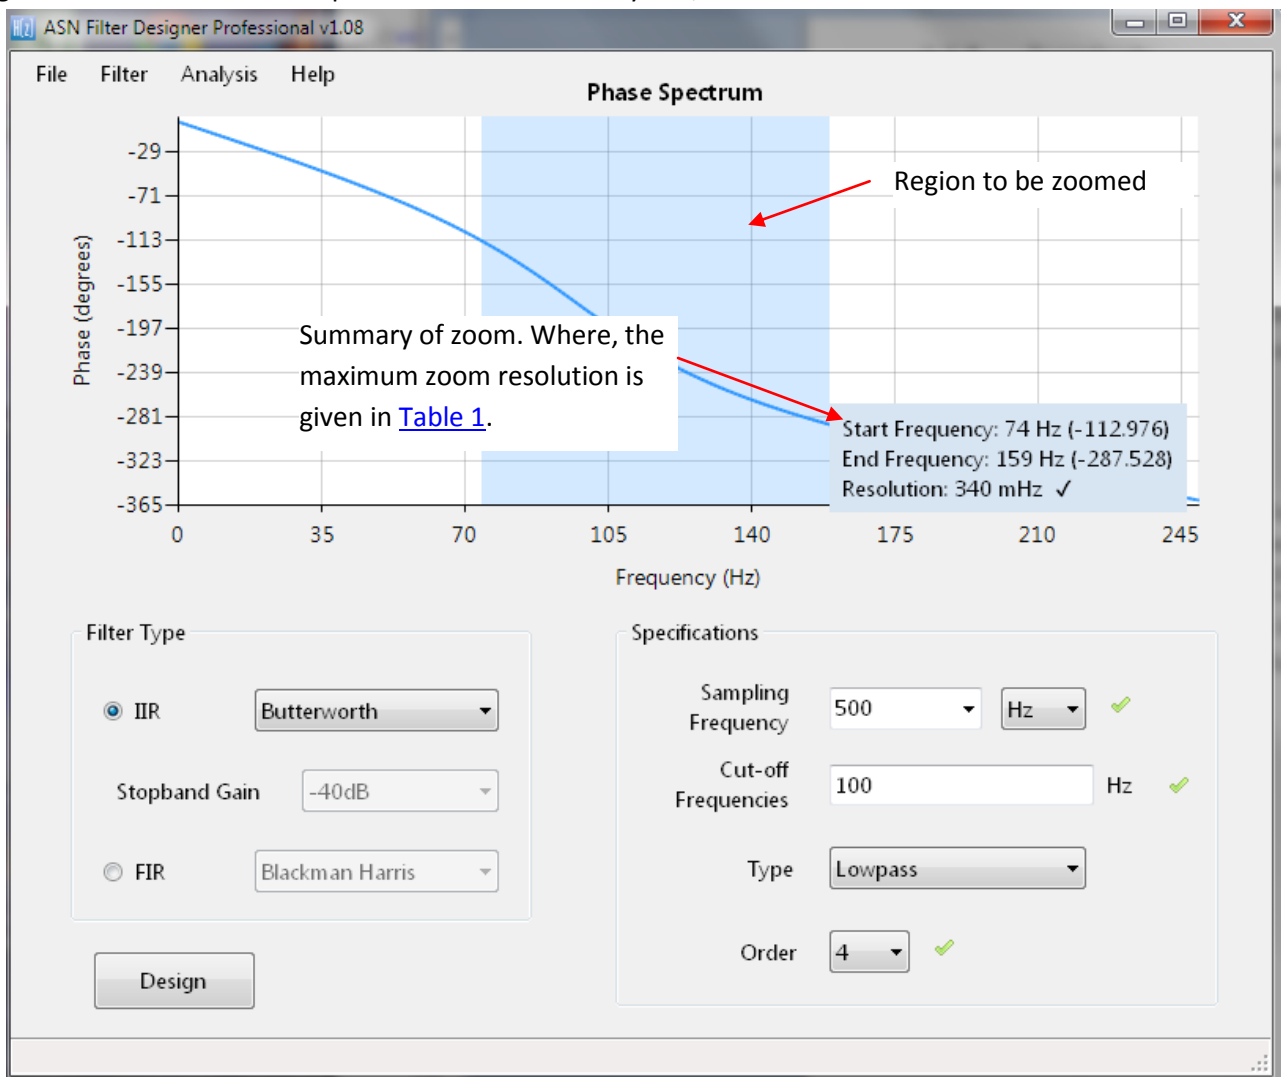 ASN Filter Designer Professional v1.08
File Filter Analysis Help
Phase Spectrum
-29
-71
-113
-155
-197
-239
-281
-323
-365
Phase (degrees)
Region to be zoomed
Summary of zoom. Where, the
maximum zoom resolution is
given in Table 1.
Start Frequency: 74 Hz (-112.976)
End Frequency: 159 Hz (-287.528)
Resolution: 340 mHz ✓
0 35 70 105 140 175 210 245
Frequency (Hz)
Filter Type
IIR Butterworth
Stopband Gain -40dB
FIR Blackman Harris
Design
Specifications
Sampling
Frequency
500 Hz
Cut-off
Frequencies
100 Hz
Type Lowpass
Order 4